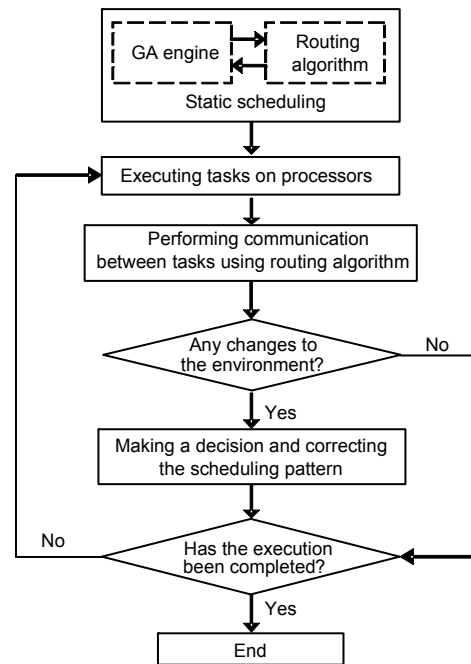 GA engine
Routing
algorithm
Static scheduling
Executing tasks on processors
Performing communication
between tasks using routing algorithm
Any changes to
the environment?
No
Yes
Making a decision and correcting
the scheduling pattern
No
Has the execution
been completed?
Yes
End